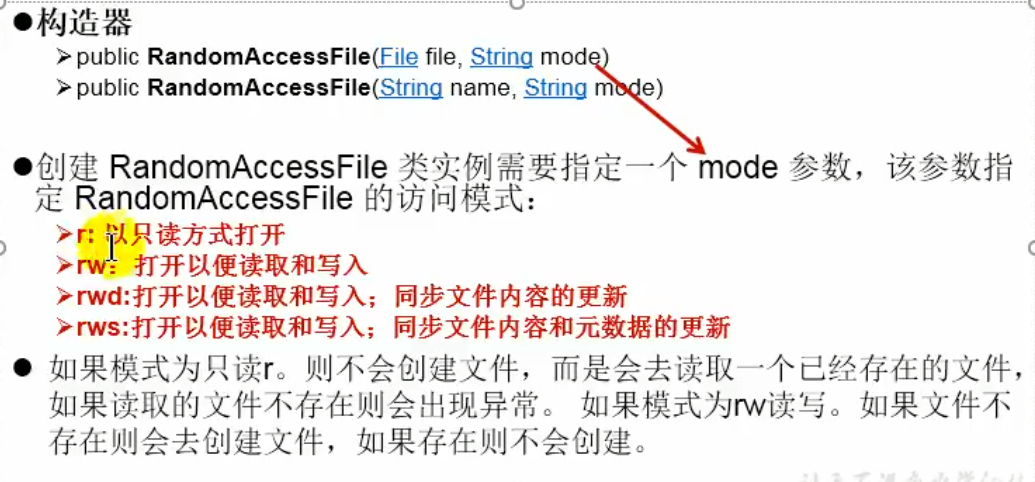 ●构造器
➢public RandomAccessFile(File file, String mode)
➢public RandomAccessFile(String name, String mode)
●创建 RandomAccessFile 类实例需要指定一个 mode 参数，该参数指
定 RandomAccessFile 的访问模式：
➢r: 以只读方式打开
➢rw：打开以便读取和写入
➢rwd:打开以便读取和写入；同步文件内容的更新
➢rws:打开以便读取和写入；同步文件内容和元数据的更新
● 如果模式为只读r。则不会创建文件，而是会去读取一个已经存在的文件，
如果读取的文件不存在则会出现异常。 如果模式为rw读写。如果文件不
存在则会去创建文件，如果存在则不会创建。